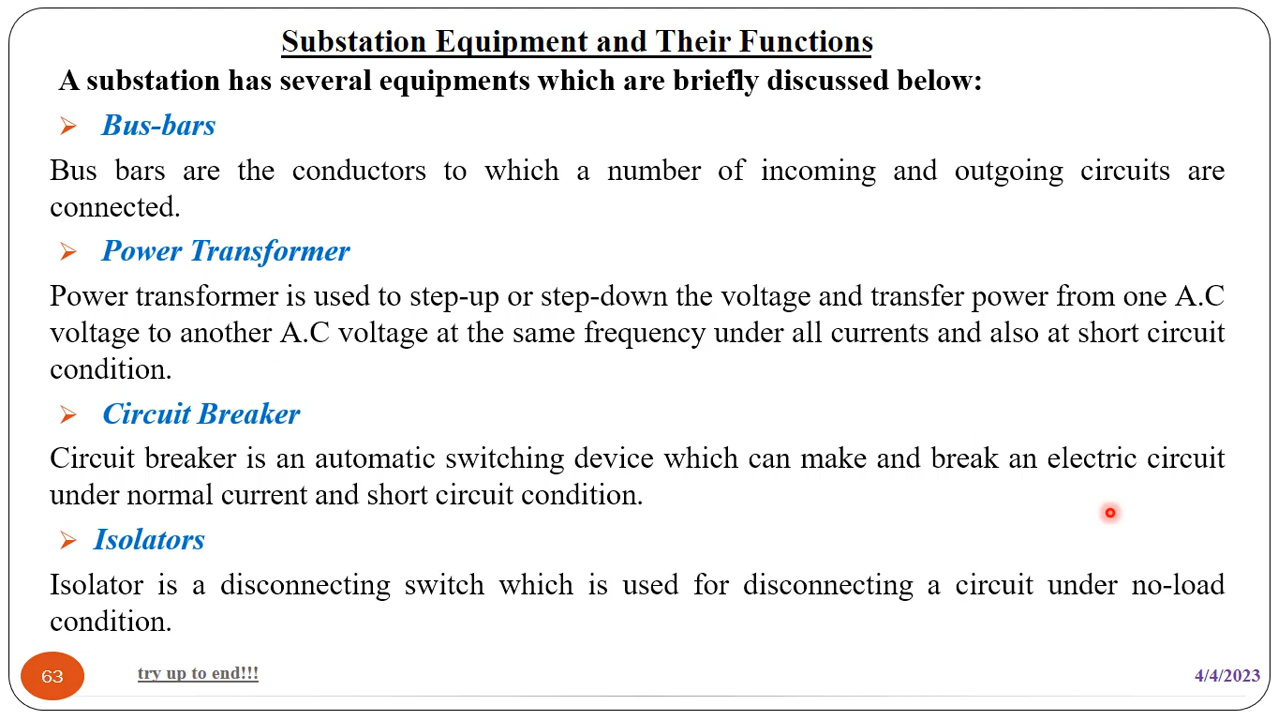 Substation Equipment and Their Functions
A substation has several equipments which are briefly discussed below:
Bus-bars
Bus bars are the conductors to which a number of incoming and outgoing circuits are
connected.
Power Transformer
Power transformer is used to step-up or step-down the voltage and transfer power from one A.C
voltage to another A.C voltage at the same frequency under all currents and also at short circuit
condition.
Circuit Breaker
Circuit breaker is an automatic switching device which can make and break an electric circuit
under normal current and short circuit condition.
Isolators
Isolator is a disconnecting switch which is used for disconnecting a circuit under no-load
condition.
63
try up to end!!!
4/4/2023